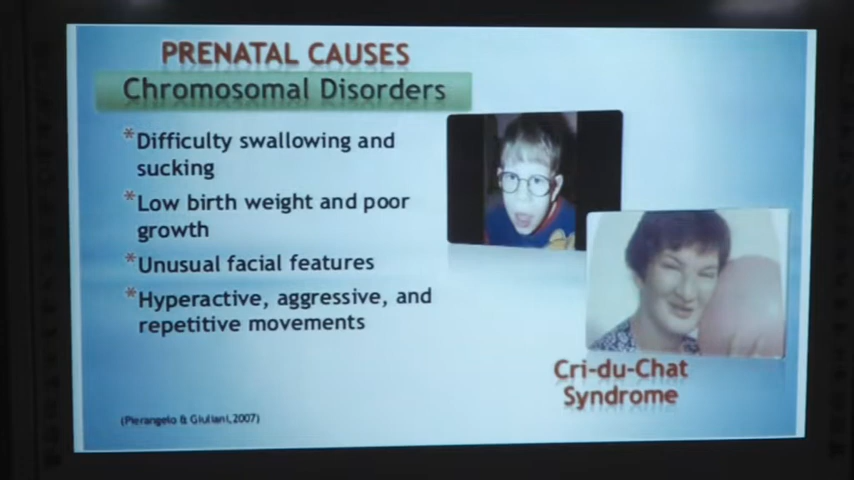 PRENATAL CAUSES
Chromosomal Disorders
*Difficulty swallowing and
sucking
*Low birth weight and poor
growth
*Unusual facial features
*Hyperactive, aggressive, and
repetitive movements
Cri-du-Chat
Syndrome
(Pierangelo & Giuliani,2007)